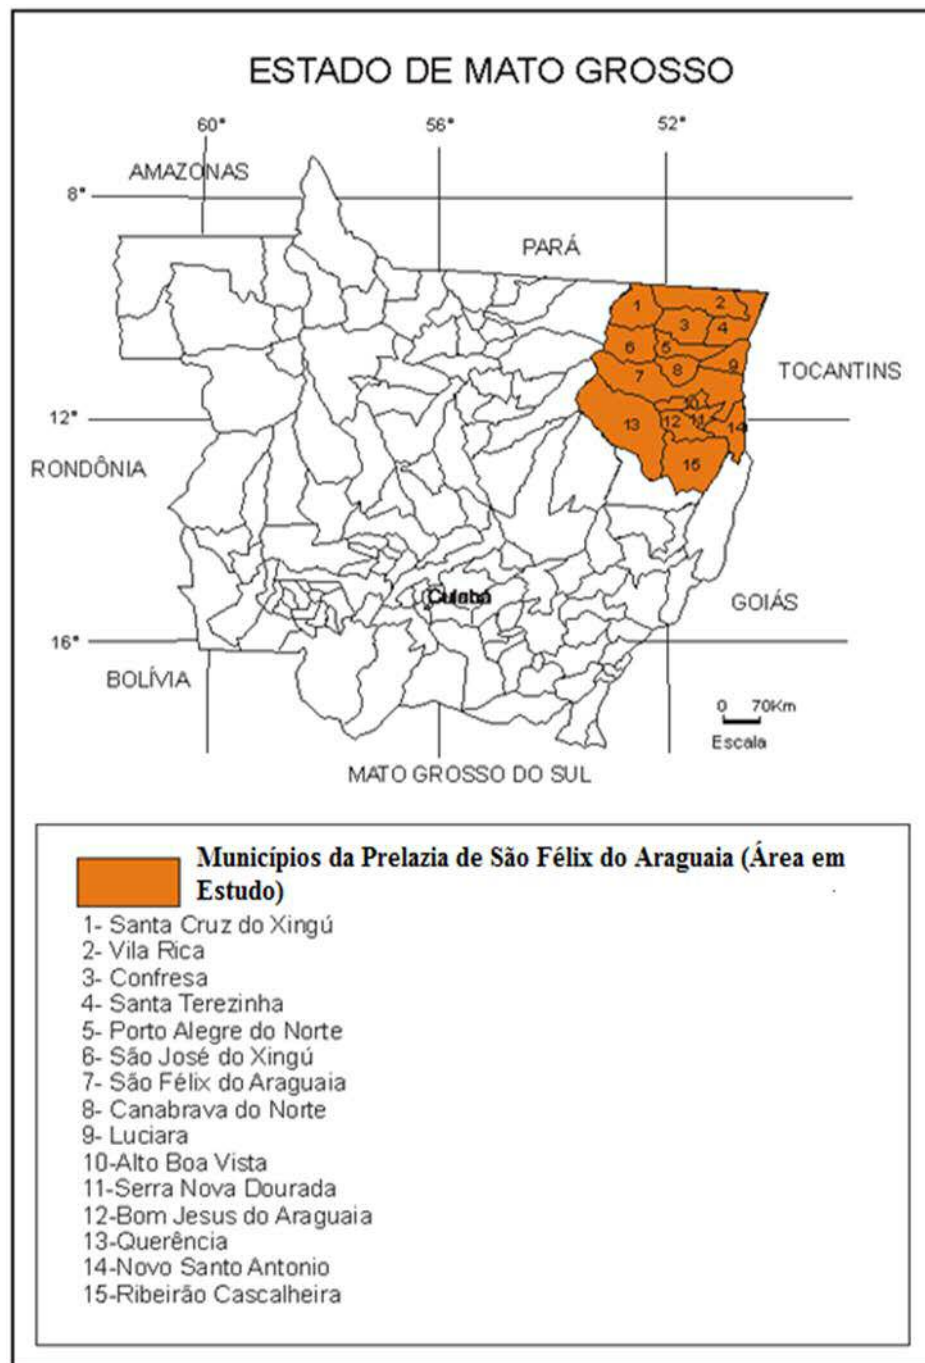 ESTADO DE MATO GROSSO
60° 56° 52°
AMAZONAS
8°
PARÁ
1 2
3 4
6 5
7 8 9
TOCANTINS
10
12°
13 12 11 14
RONDÔNIA
15
Cuiabá
GOIÁS
16°
BOLÍVIA
0 70Km
Escala
MATO GROSSO DO SUL
Municípios da Prelazia de São Félix do Araguaia (Área em
Estudo)
1- Santa Cruz do Xingú
2- Vila Rica
3- Confresa
4- Santa Terezinha
5- Porto Alegre do Norte
6- São José do Xingú
7- São Félix do Araguaia
8- Canabrava do Norte
9- Luciara
10-Alto Boa Vista
11-Serra Nova Dourada
12-Bom Jesus do Araguaia
13-Querência
14-Novo Santo Antonio
15-Ribeirão Cascalheira